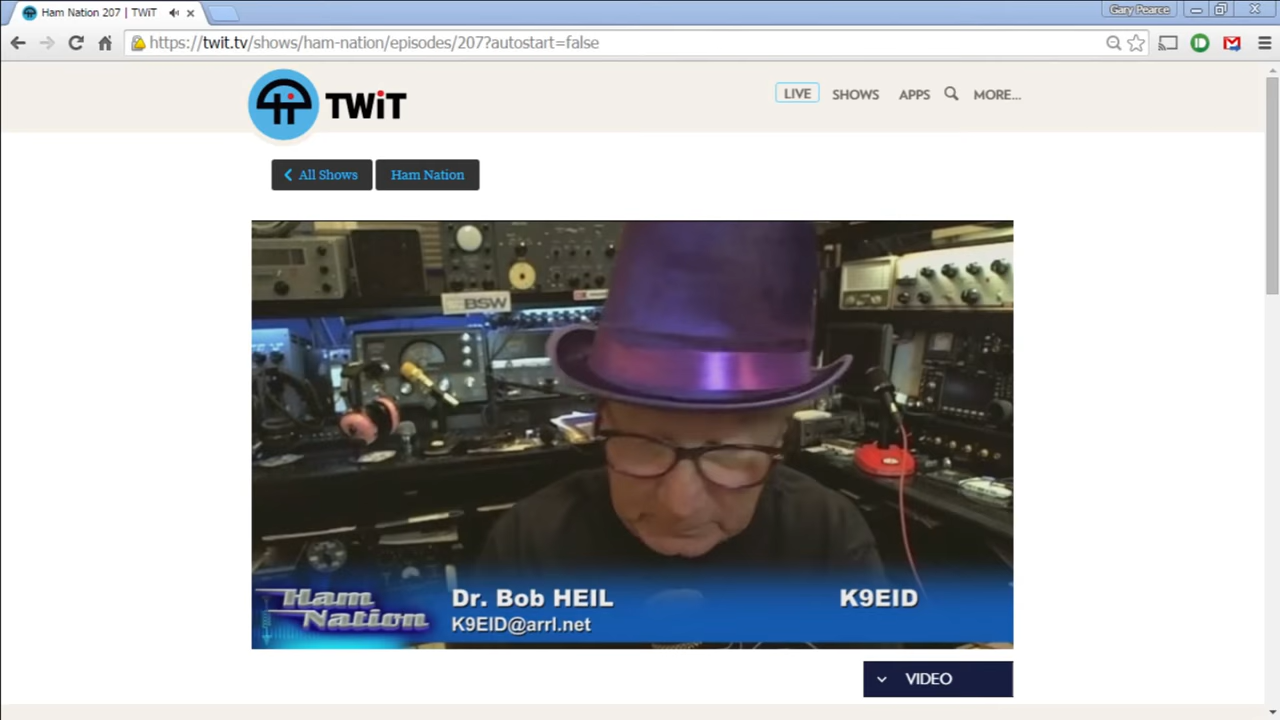 Ham Nation 207 | TWiT
Gary Pearce
https://twit.tv/shows/ham-nation/episodes/207?autostart=false
TWiT
LIVE
SHOWS
APPS
MORE...
All Shows
Ham Nation
BSW
Ham
Nation
Dr. Bob HEIL
K9EID
K9EID@arrl.net
VIDEO